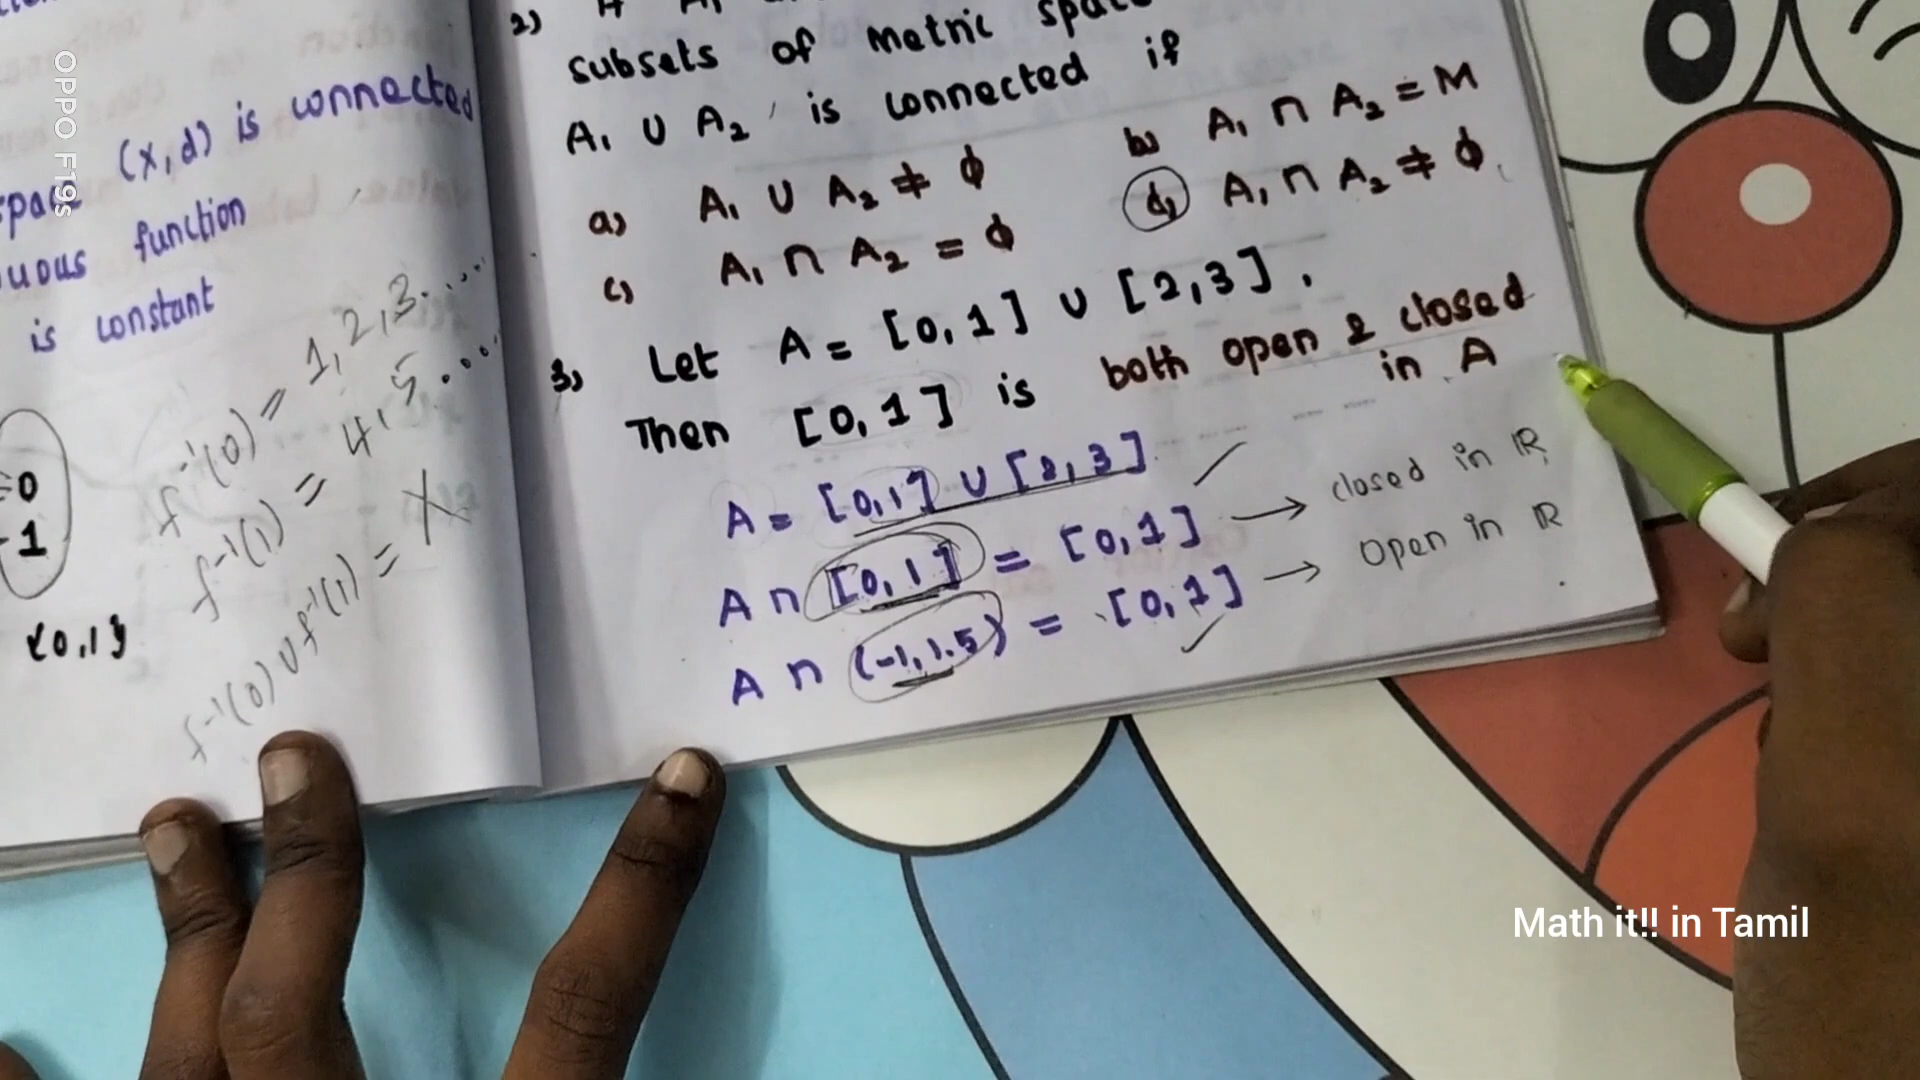 OPPO F19s
space (x,d) is connected
uous function
is constant
f⁻¹(0) = 1,2,3....
f⁻¹(1) = 4,5....
f⁻¹(0) ∪ f⁻¹(1) = X
=0
1
{0,1}
2)
subsets of metric space
A₁ ∪ A₂ is connected if
a) A₁ ∪ A₂ ≠ ϕ
b) A₁ ∩ A₂ = M
c) A₁ ∩ A₂ = ϕ
d) A₁ ∩ A₂ ≠ ϕ
3) Let A = [0,1] ∪ [2,3].
Then [0,1] is both open & closed
in A
A = [0,1] ∪ [2,3]
A ∩ [0,1] = [0,1] → closed in ℝ
A ∩ (-1,1.5) = [0,1] → Open in ℝ
Math it!! in Tamil